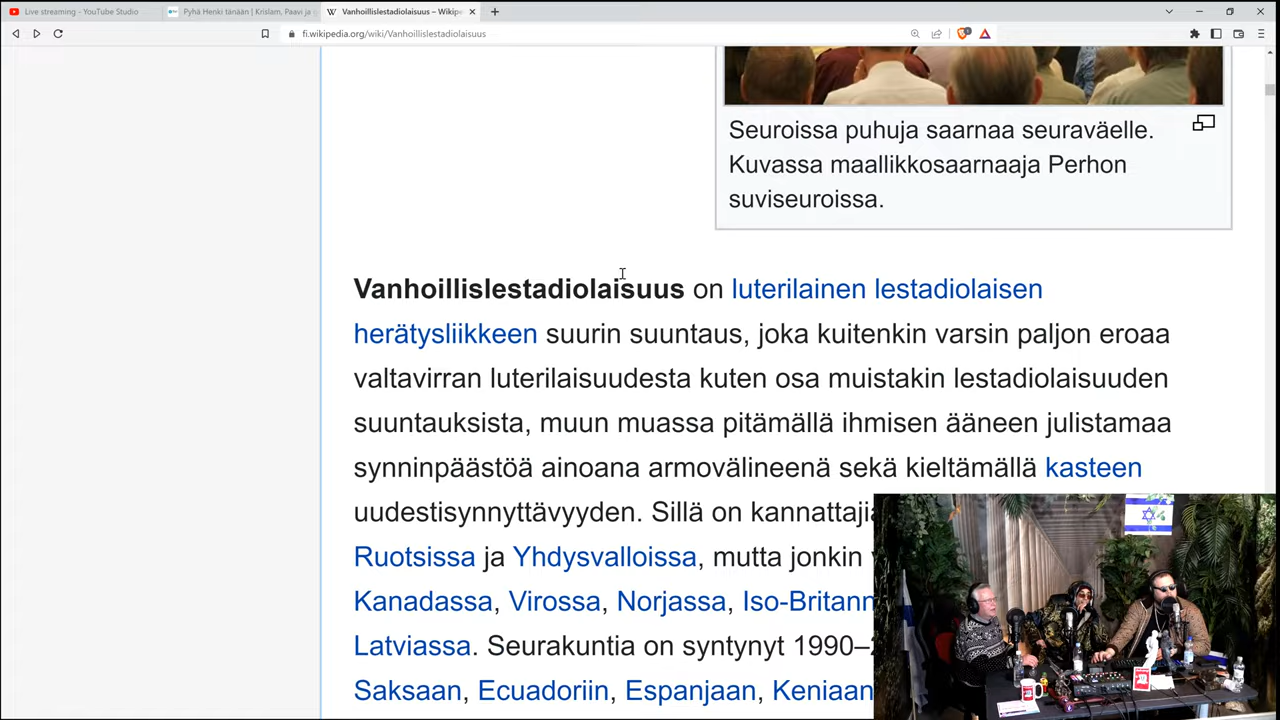 Live streaming - YouTube Studio
Pyhä Henki tänään | Krislam, Paavi ja
Vanhoillislestadiolaisuus – Wikipe
fi.wikipedia.org/wiki/Vanhoillislestadiolaisuus
Seuroissa puhuja saarnaa seuraväelle.
Kuvassa maallikkosaarnaaja Perhon
suviseuroissa.
Vanhoillislestadiolaisuus on luterilainen lestadiolaisen
herätysliikkeen suurin suuntaus, joka kuitenkin varsin paljon eroaa
valtavirran luterilaisuudesta kuten osa muistakin lestadiolaisuuden
suuntauksista, muun muassa pitämällä ihmisen ääneen julistamaa
synninpäästöä ainoana armovälineenä sekä kieltämällä kasteen
uudestisynnyttävyyden. Sillä on kannattajia
Ruotsissa ja Yhdysvalloissa, mutta jonkin
Kanadassa, Virossa, Norjassa, Iso-Britann
Latviassa. Seurakuntia on syntynyt 1990–
Saksaan, Ecuadoriin, Espanjaan, Keniaan